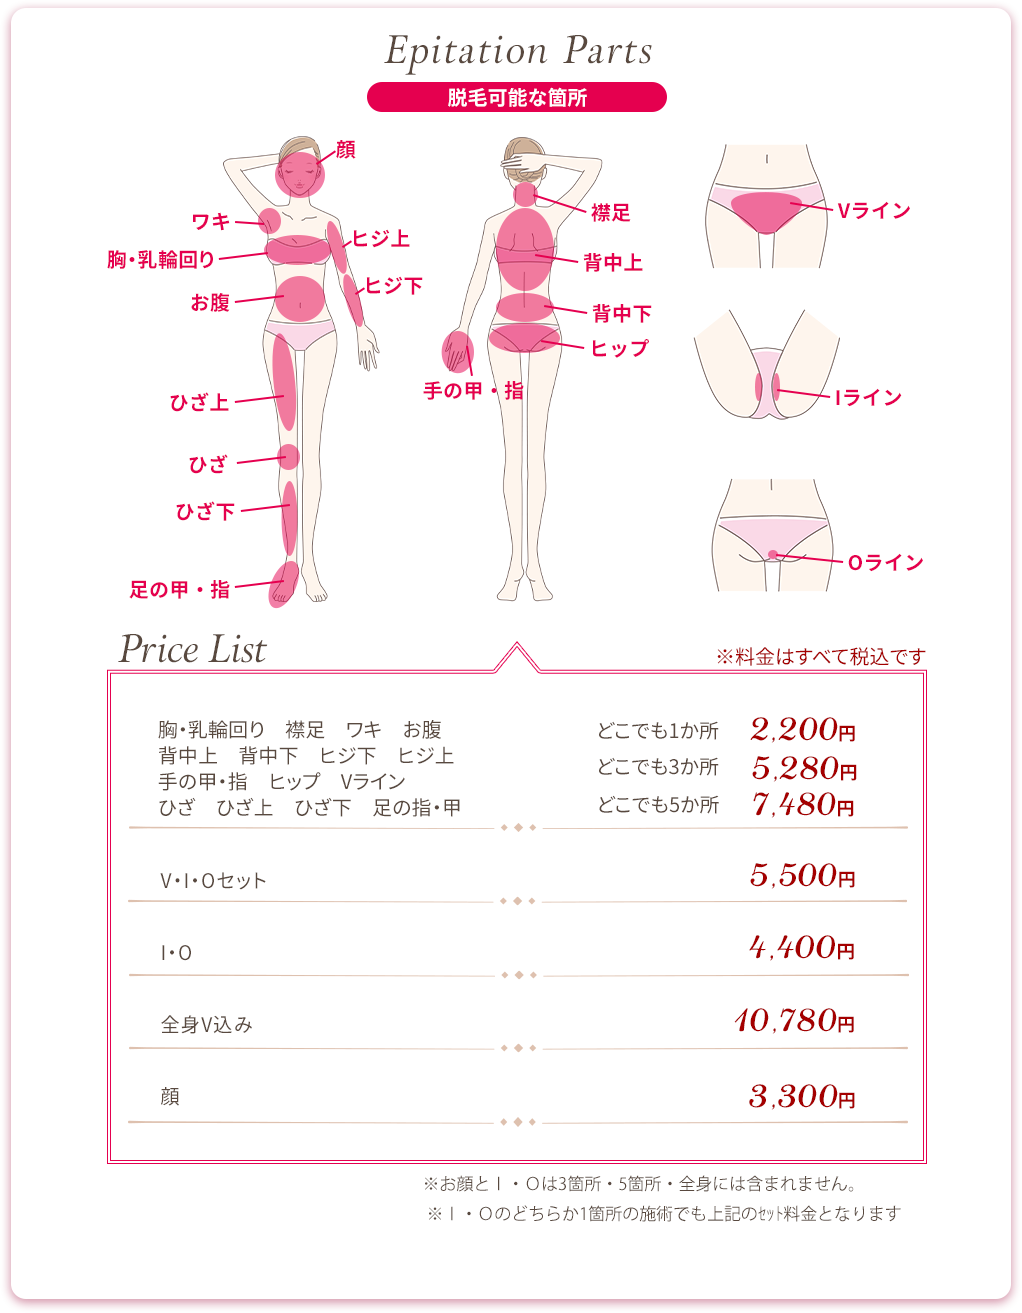 Epitation Parts
脱毛可能な箇所
顔
ワキ
胸・乳輪回り
お腹
ヒジ上
ヒジ下
ひざ上
ひざ
ひざ下
足の甲・指
襟足
背中上
背中下
ヒップ
手の甲・指
Vライン
Iライン
Oライン
Price List
※料金はすべて税込です
胸・乳輪回り　襟足　ワキ　お腹
背中上　背中下　ヒジ下　ヒジ上
手の甲・指　ヒップ　Vライン
ひざ　ひざ上　ひざ下　足の指・甲
どこでも1か所 2,200円
どこでも3か所 5,280円
どこでも5か所 7,480円
V・I・Oセット 5,500円
I・O 4,400円
全身V込み 10,780円
顔 3,300円
※お顔とⅠ・Oは3箇所・5箇所・全身には含まれません。
※Ⅰ・Oのどちらか1箇所の施術でも上記のｾｯﾄ料金となります